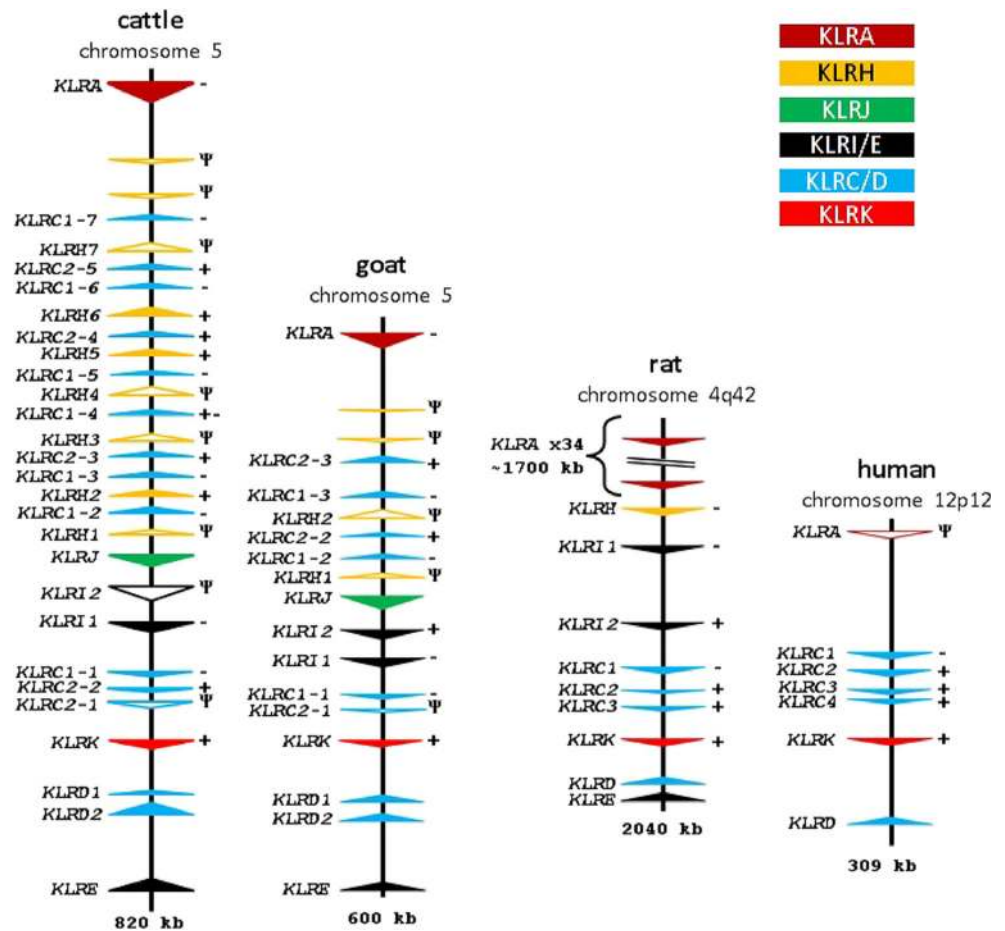 cattle
chromosome 5
KLRA -
Ψ
Ψ
KLRC1-7 -
KLRH7 Ψ
KLRC2-5 +
KLRC1-6 -
KLRH6 +
KLRC2-4 +
KLRH5 +
KLRC1-5 -
KLRH4 Ψ
KLRC1-4 +-
KLRH3 Ψ
KLRC2-3 +
KLRC1-3 -
KLRH2 +
KLRC1-2 -
KLRH1 Ψ
KLRJ
KLRI2 Ψ
KLRI1 -
KLRC1-1 -
KLRC2-2 +
KLRC2-1 Ψ
KLRK +
KLRD1
KLRD2
KLRE
820 kb
goat
chromosome 5
KLRA -
Ψ
Ψ
KLRC2-3 +
KLRC1-3 -
KLRH2 Ψ
KLRC2-2 +
KLRC1-2 -
KLRH1 Ψ
KLRJ
KLRI2 +
KLRI1 -
KLRC1-1 -
KLRC2-1 Ψ
KLRK +
KLRD1
KLRD2
KLRE
600 kb
rat
chromosome 4q42
KLRA x34
~1700 kb
KLRH -
KLRI1 -
KLRI2 +
KLRC1 -
KLRC2 +
KLRC3 +
KLRK +
KLRD
KLRE
2040 kb
human
chromosome 12p12
KLRA Ψ
KLRC1 -
KLRC2 +
KLRC3 +
KLRC4 +
KLRK +
KLRD
309 kb
KLRA
KLRH
KLRJ
KLRI/E
KLRC/D
KLRK